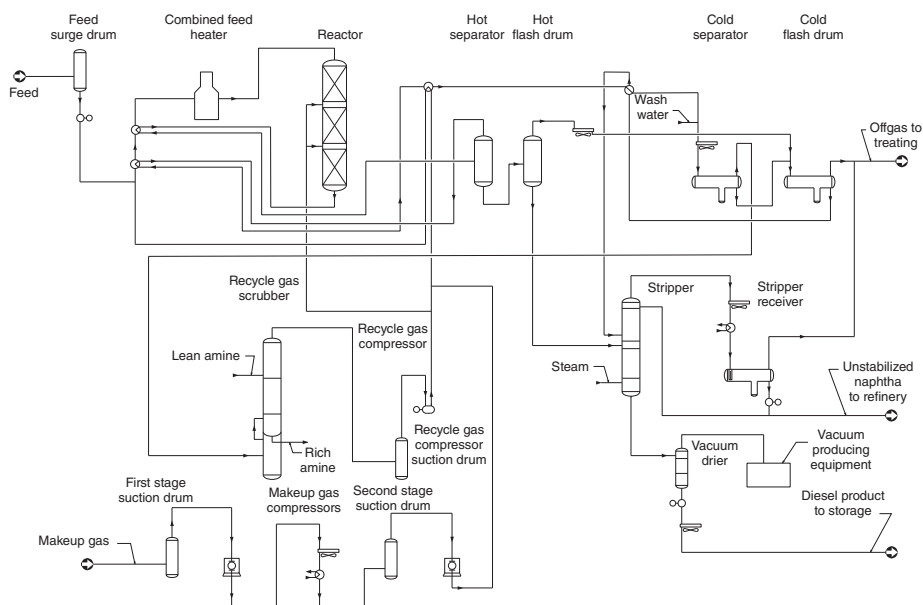 Feed
surge drum
Combined feed
heater
Reactor
Hot
separator
Hot
flash drum
Cold
separator
Cold
flash drum
Feed
Wash
water
Offgas to
treating
Recycle gas
scrubber
Stripper
Stripper
receiver
Recycle gas
compressor
Lean amine
Steam
Unstabilized
naphtha
to refinery
Rich
amine
Recycle gas
compressor
suction drum
Vacuum
drier
Vacuum
producing
equipment
First stage
suction drum
Makeup gas
compressors
Second stage
suction drum
Diesel product
to storage
Makeup gas